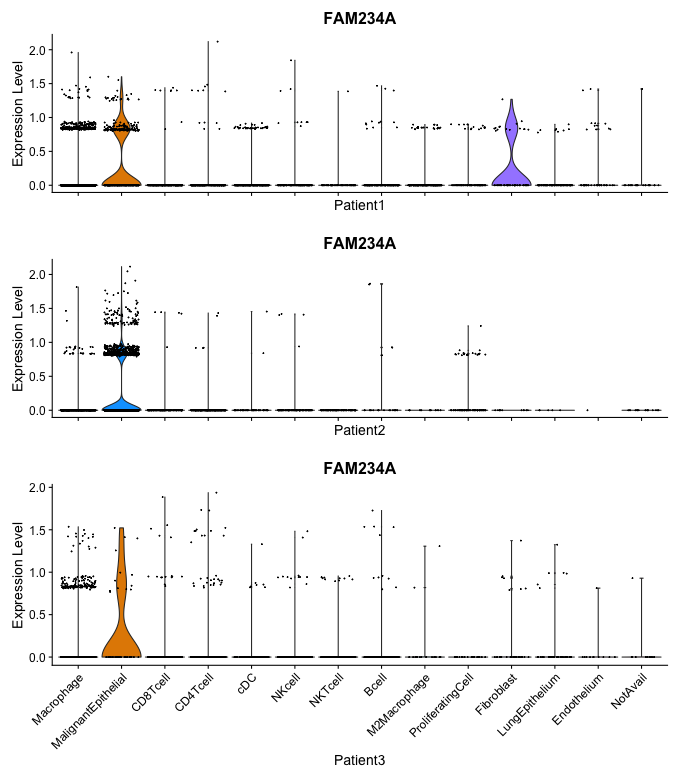 FAM234A
Expression Level
2.0
1.5
1.0
0.5
0.0
Patient1
FAM234A
Expression Level
2.0
1.5
1.0
0.5
0.0
Patient2
FAM234A
Expression Level
2.0
1.5
1.0
0.5
0.0
Macrophage
MalignantEpithelial
CD8Tcell
CD4Tcell
cDC
NKcell
NKTcell
Bcell
M2Macrophage
ProliferatingCell
Fibroblast
LungEpithelium
Endothelium
NotAvail
Patient3